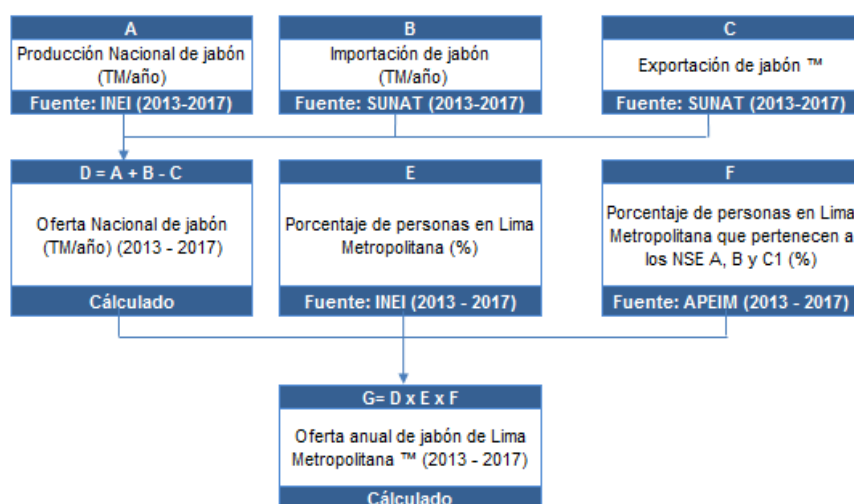 A
Producción Nacional de jabón
(TM/año)
Fuente: INEI (2013-2017)
B
Importación de jabón
(TM/año)
Fuente: SUNAT (2013-2017)
C
Exportación de jabón ™
Fuente: SUNAT (2013-2017)
D = A + B - C
Oferta Nacional de jabón
(TM/año) (2013 - 2017)
Cálculado
E
Porcentaje de personas en Lima
Metropolitana (%)
Fuente: INEI (2013 - 2017)
F
Porcentaje de personas en Lima
Metropolitana que pertenecen a
los NSE A, B y C1 (%)
Fuente: APEIM (2013 - 2017)
G= D x E x F
Oferta anual de jabón de Lima
Metropolitana ™ (2013 - 2017)
Cálculado